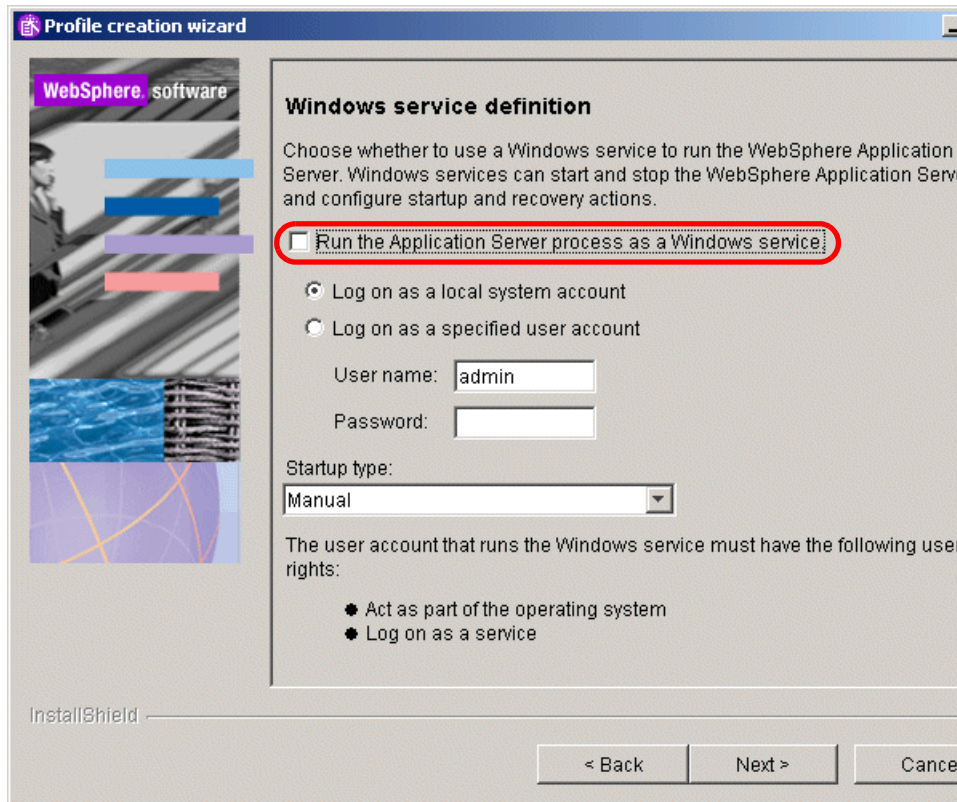 Profile creation wizard
WebSphere. software
Windows service definition
Choose whether to use a Windows service to run the WebSphere Application
Server. Windows services can start and stop the WebSphere Application Serv
and configure startup and recovery actions.
Run the Application Server process as a Windows service.
Log on as a local system account
Log on as a specified user account
User name: admin
Password:
Startup type:
Manual
The user account that runs the Windows service must have the following user
rights:
● Act as part of the operating system
● Log on as a service
InstallShield
< Back Next > Cance